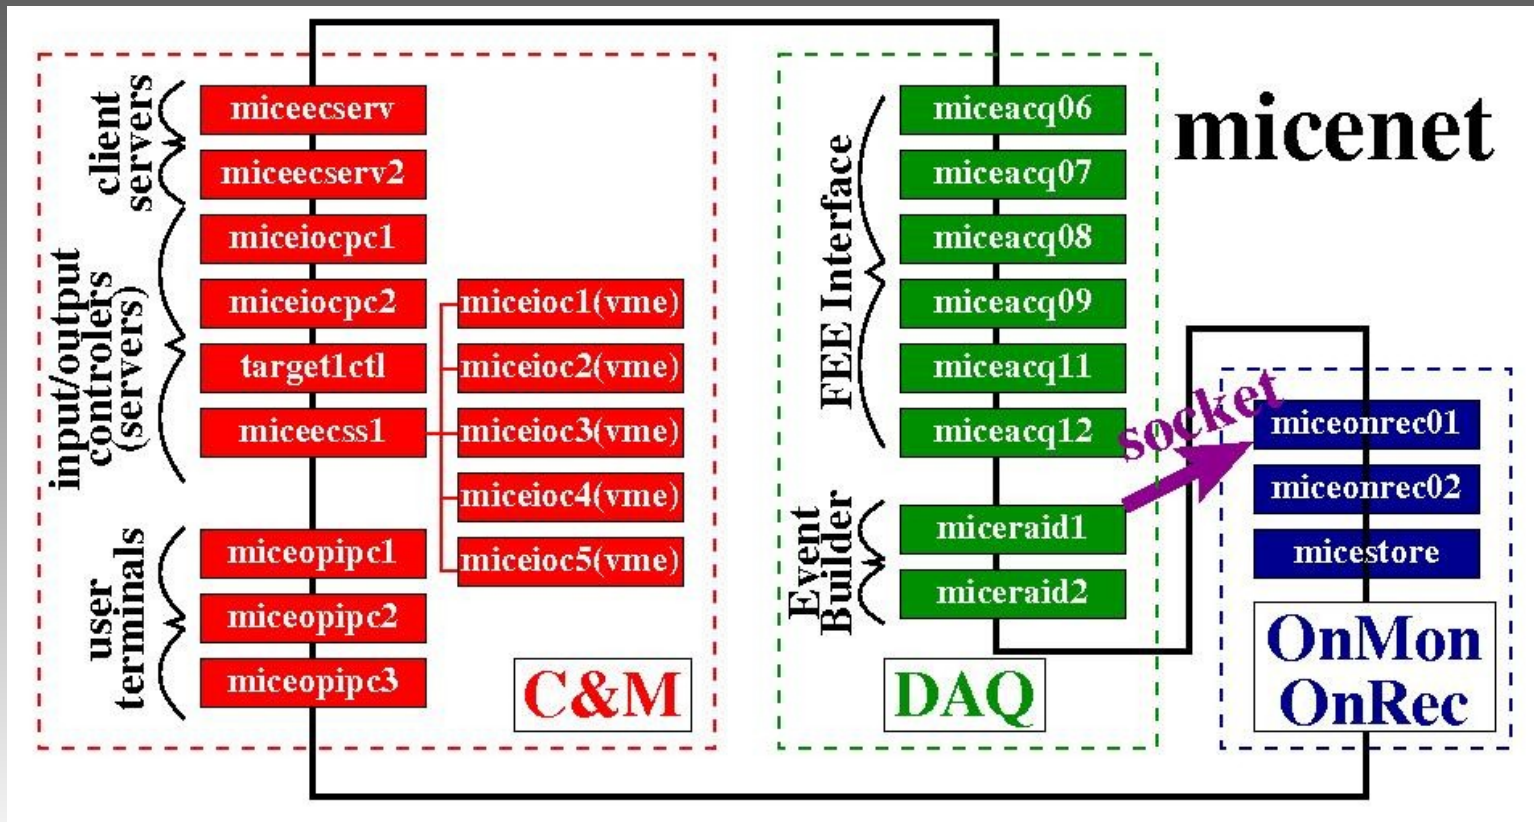 micenet
client
servers
input/output
controlers
(servers)
user
terminals
miceecserv
miceecserv2
miceiocpc1
miceiocpc2
target1ctl
miceecss1
miceopipc1
miceopipc2
miceopipc3
miceioc1(vme)
miceioc2(vme)
miceioc3(vme)
miceioc4(vme)
miceioc5(vme)
C&M
FEE Interface
Event
Builder
miceacq06
miceacq07
miceacq08
miceacq09
miceacq11
miceacq12
miceraid1
miceraid2
DAQ
socket
miceonrec01
miceonrec02
micestore
OnMon
OnRec